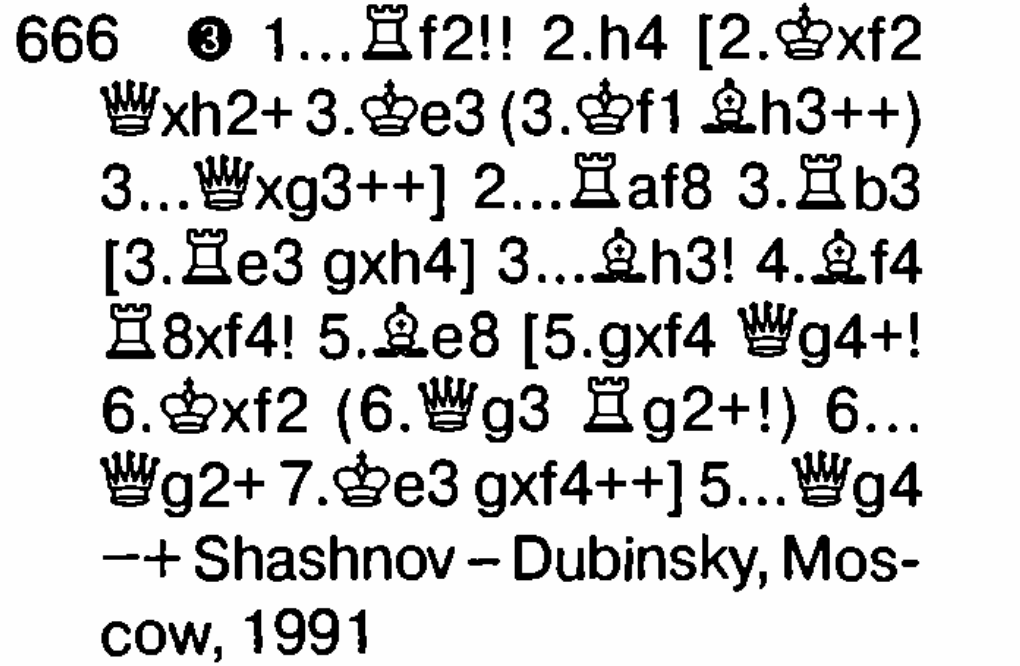 666 ❸ 1...♖f2!! 2.h4 [2.♔xf2
♕xh2+ 3.♔e3 (3.♔f1 ♗h3++)
3...♕xg3++] 2...♖af8 3.♖b3
[3.♖e3 gxh4] 3...♗h3! 4.♗f4
♖8xf4! 5.♗e8 [5.gxf4 ♕g4+!
6.♔xf2 (6.♕g3 ♖g2+!) 6...
♕g2+ 7.♔e3 gxf4++] 5...♕g4
–+ Shashnov – Dubinsky, Mos-
cow, 1991